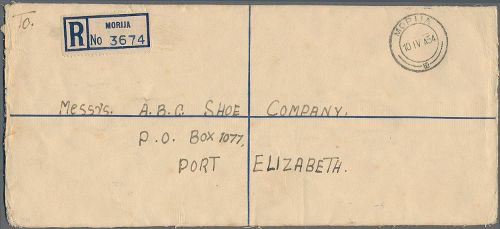 To.
R
MORIJA
No 3674
MORIJA
10 IV 54
Messrs. A.B.C. SHOE COMPANY.
P.O. BOX 1077,
PORT ELIZABETH.